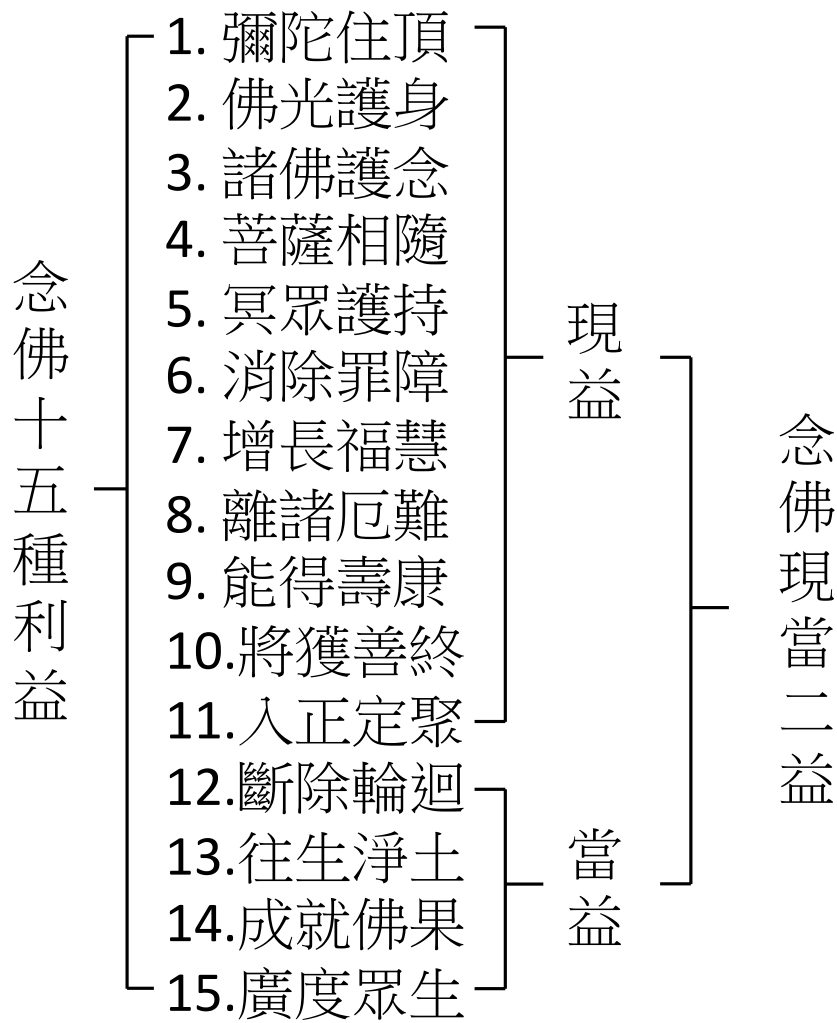 念佛十五種利益
1. 彌陀住頂
2. 佛光護身
3. 諸佛護念
4. 菩薩相隨
5. 冥眾護持
6. 消除罪障
7. 增長福慧
8. 離諸厄難
9. 能得壽康
10.將獲善終
11.入正定聚
12.斷除輪迴
13.往生淨土
14.成就佛果
15.廣度眾生
現益
當益
念佛現當二益